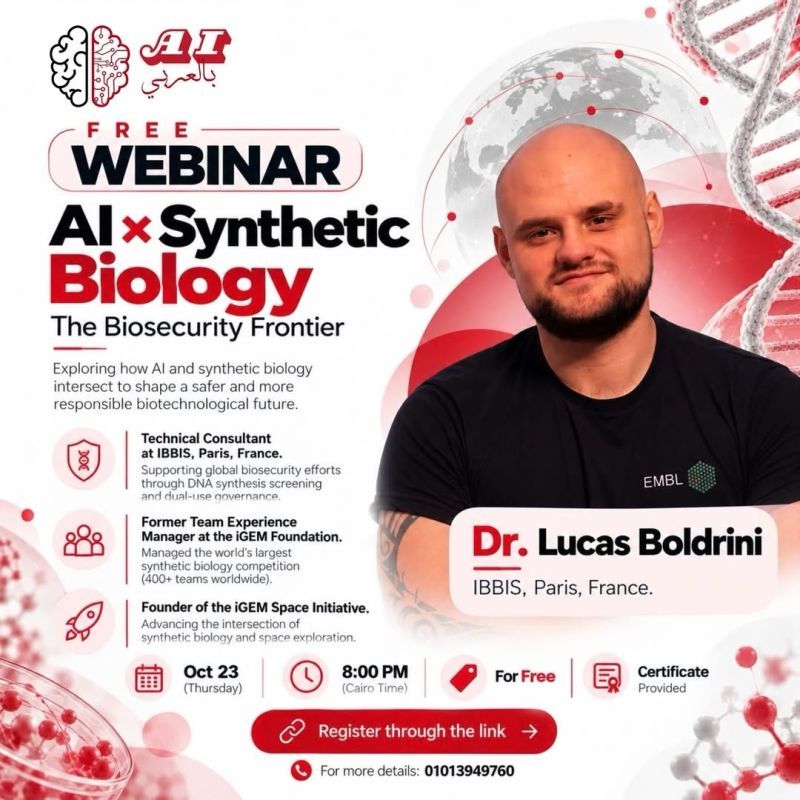 AI
بالعربي
FREE
WEBINAR
AI × Synthetic
Biology
The Biosecurity Frontier
Exploring how AI and synthetic biology
intersect to shape a safer and more
responsible biotechnological future.
Technical Consultant
at IBBIS, Paris, France.
Supporting global biosecurity efforts
through DNA synthesis screening
and dual-use governance.
Former Team Experience
Manager at the iGEM Foundation.
Managed the world's largest
synthetic biology competition
(400+ teams worldwide).
Founder of the iGEM Space Initiative.
Advancing the intersection of
synthetic biology and space exploration.
EMBL
Dr. Lucas Boldrini
IBBIS, Paris, France.
Oct 23
(Thursday)
8:00 PM
(Cairo Time)
For Free
Certificate
Provided
Register through the link →
For more details: 01013949760